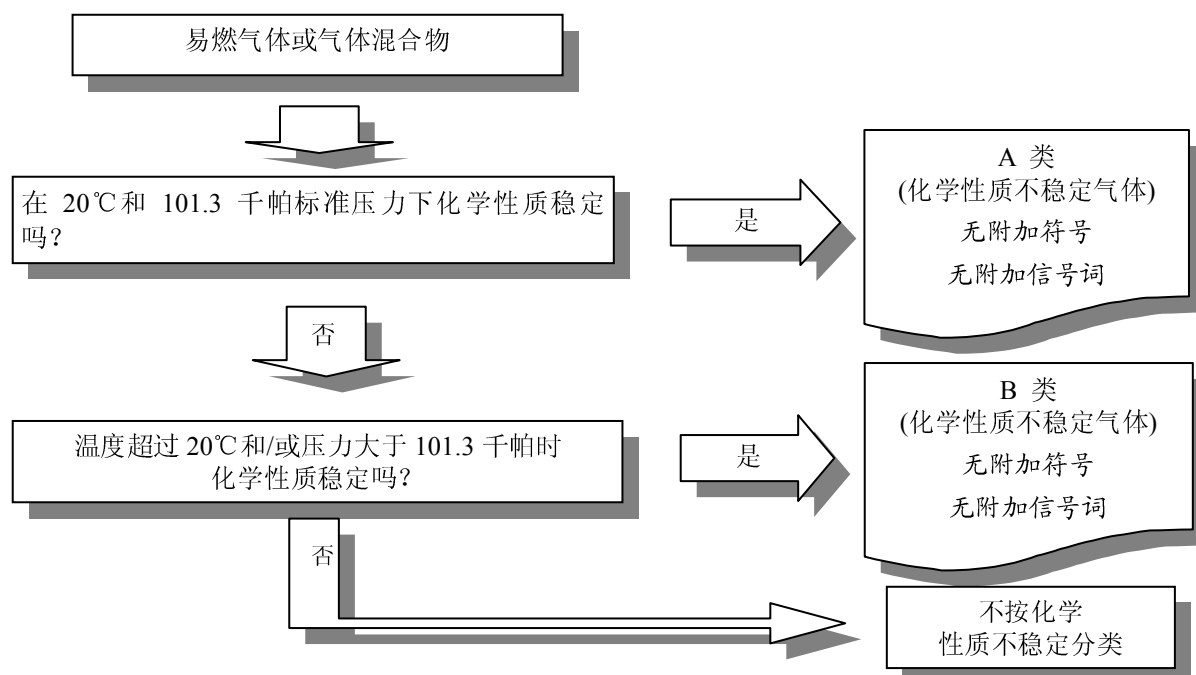 易燃气体或气体混合物
在 20℃和 101.3 千帕标准压力下化学性质稳定
吗?
是
A 类
(化学性质不稳定气体)
无附加符号
无附加信号词
否
温度超过 20℃和/或压力大于 101.3 千帕时
化学性质稳定吗?
是
B 类
(化学性质不稳定气体)
无附加符号
无附加信号词
否
不按化学
性质不稳定分类